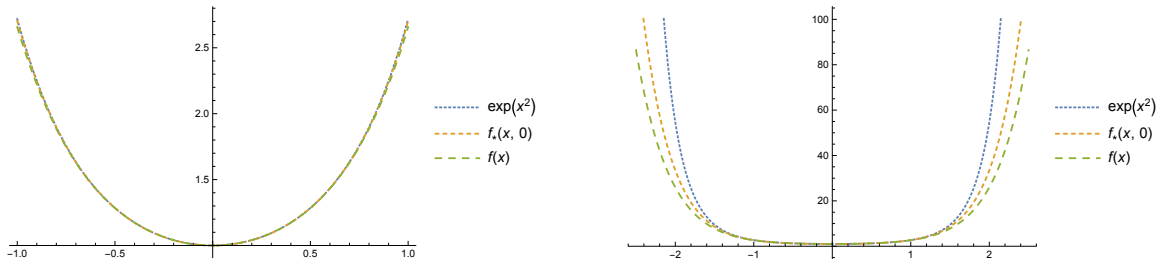 2.5
2.0
1.5
-1.0 -0.5 0.5 1.0
exp(x²)
f⋆(x, 0)
f(x)
100
80
60
40
20
-2 -1 1 2
exp(x²)
f⋆(x, 0)
f(x)